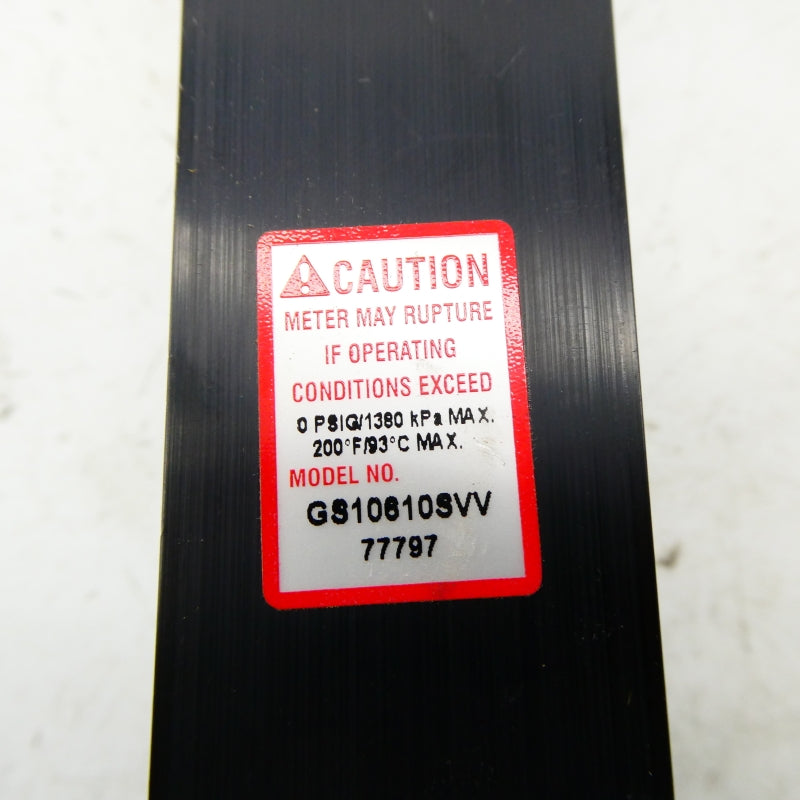 CAUTION
METER MAY RUPTURE
IF OPERATING
CONDITIONS EXCEED
0 PSIG/1380 kPa MAX.
200°F/93°C MAX.
MODEL NO.
GS10610SVV
77797